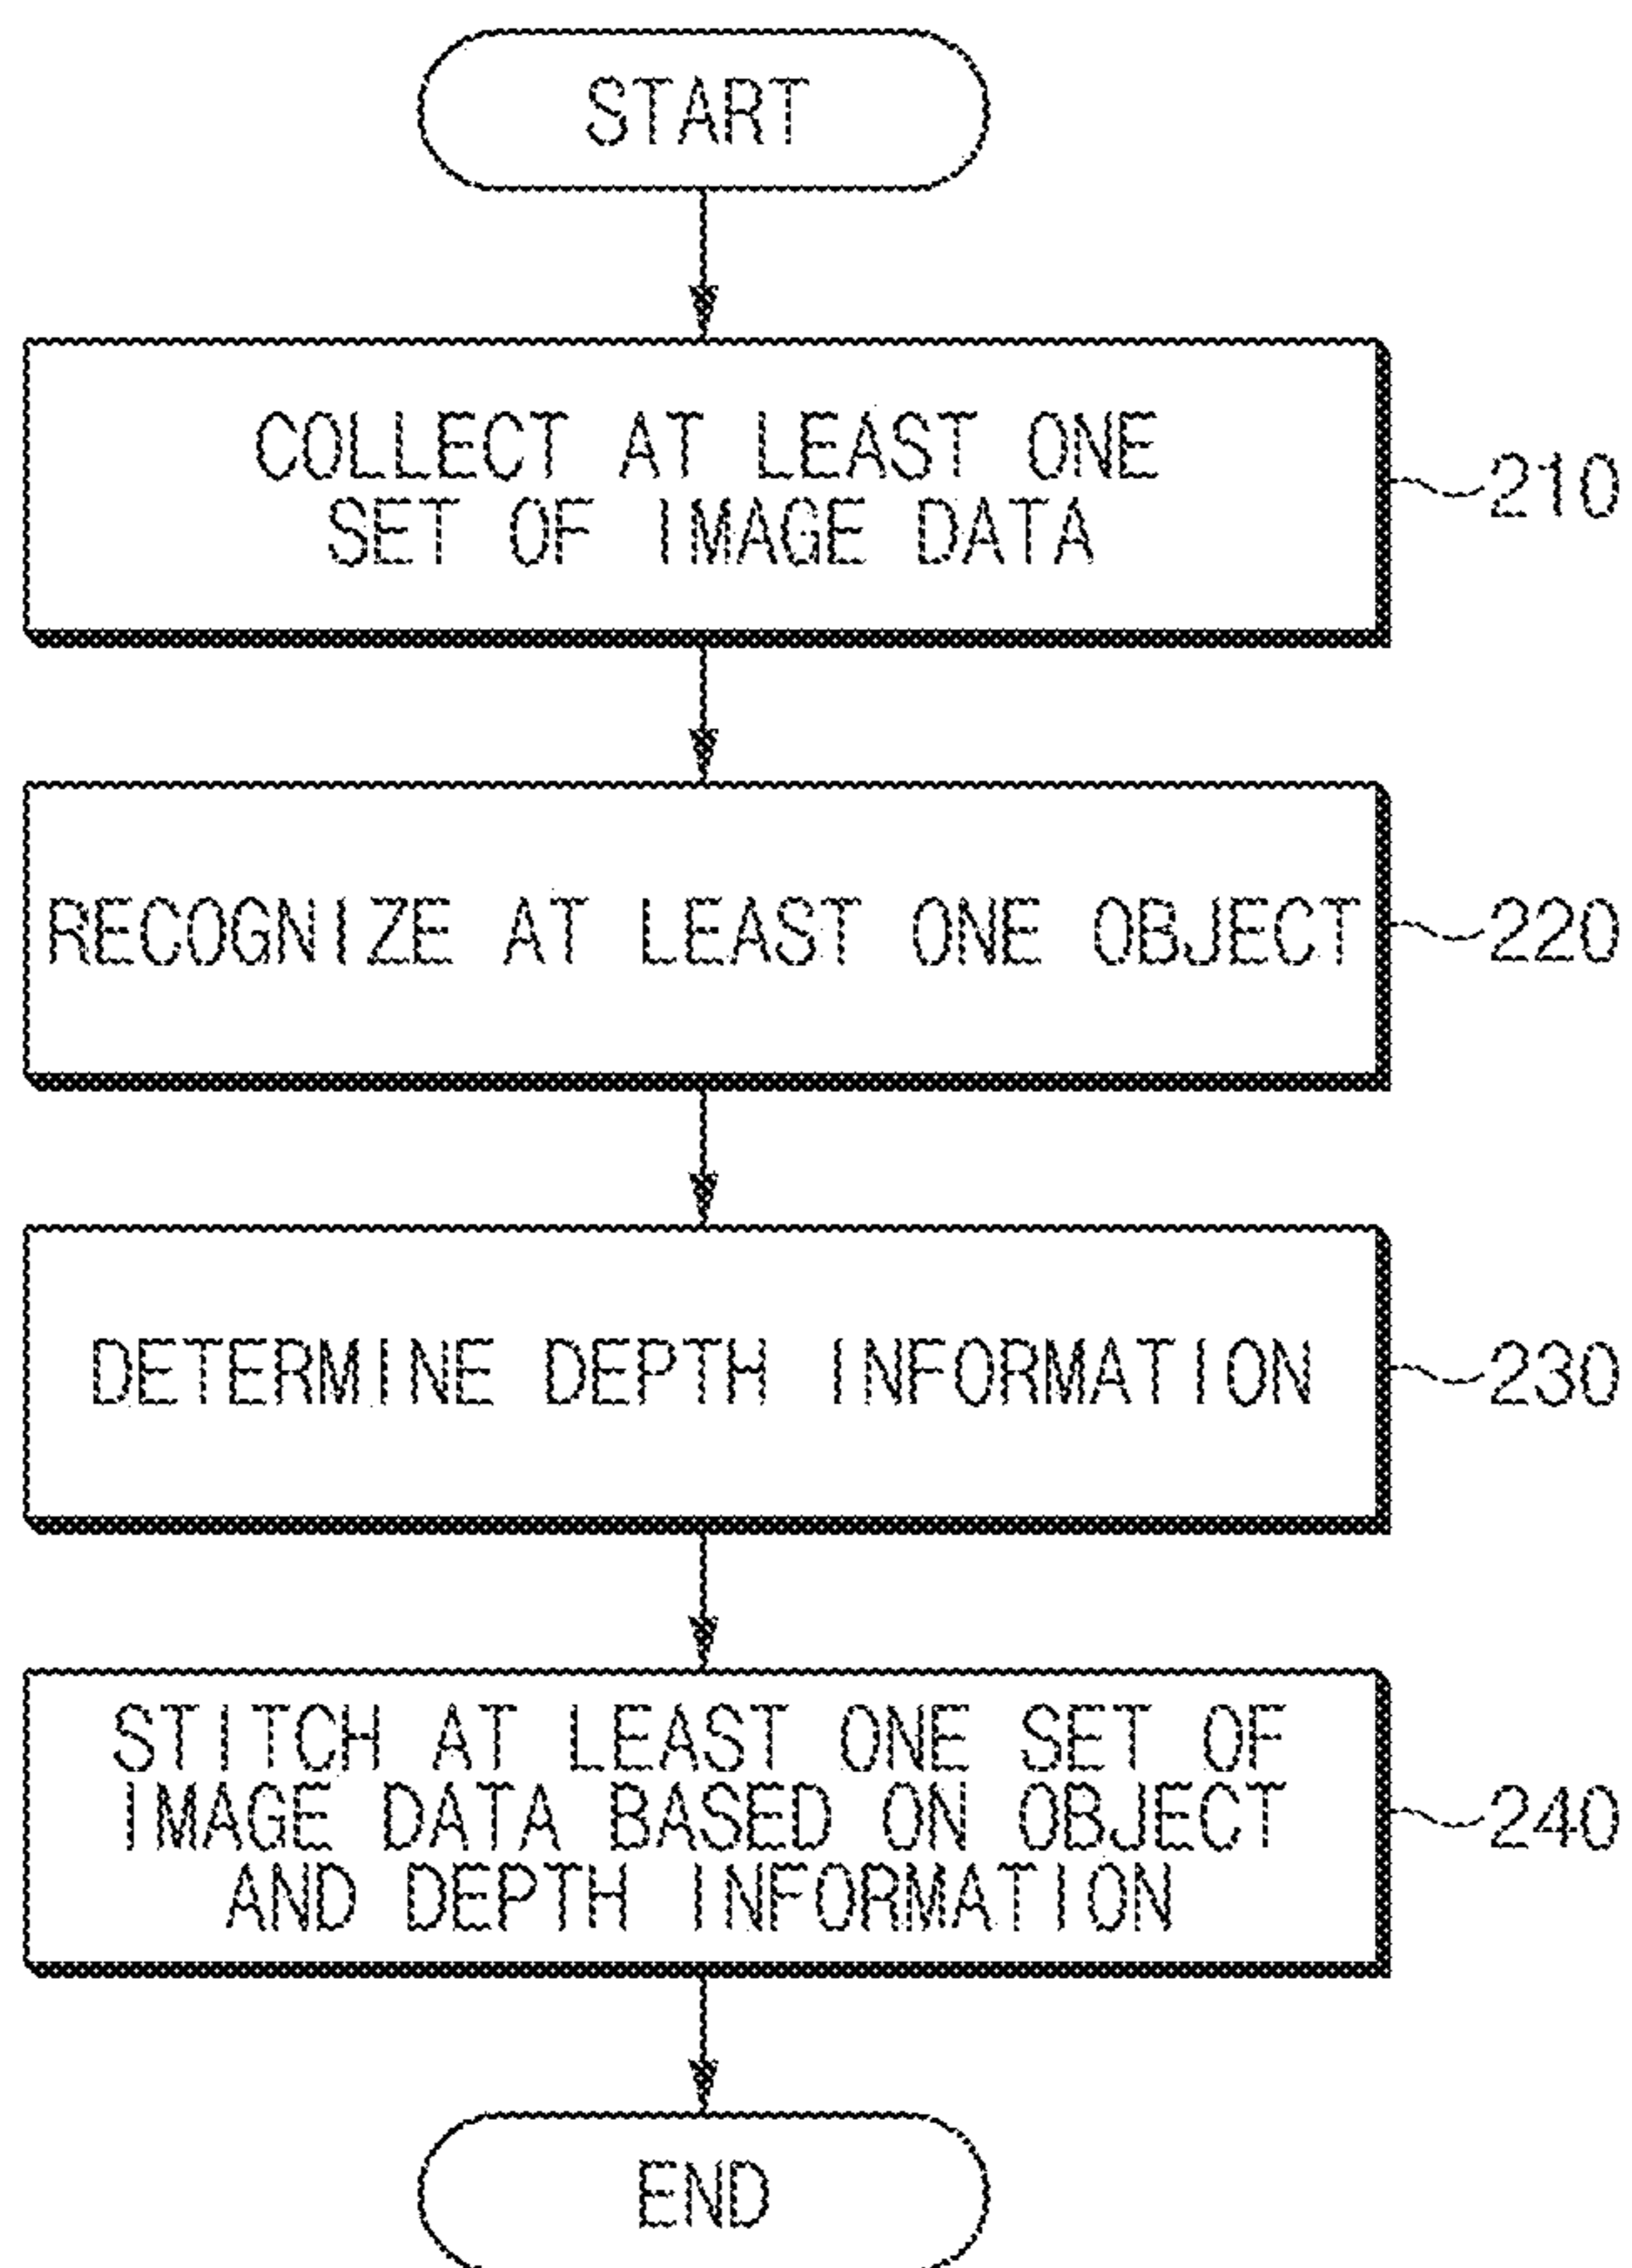 START
COLLECT AT LEAST ONE
SET OF IMAGE DATA
210
RECOGNIZE AT LEAST ONE OBJECT
220
DETERMINE DEPTH INFORMATION
230
STITCH AT LEAST ONE SET OF
IMAGE DATA BASED ON OBJECT
AND DEPTH INFORMATION
240
END